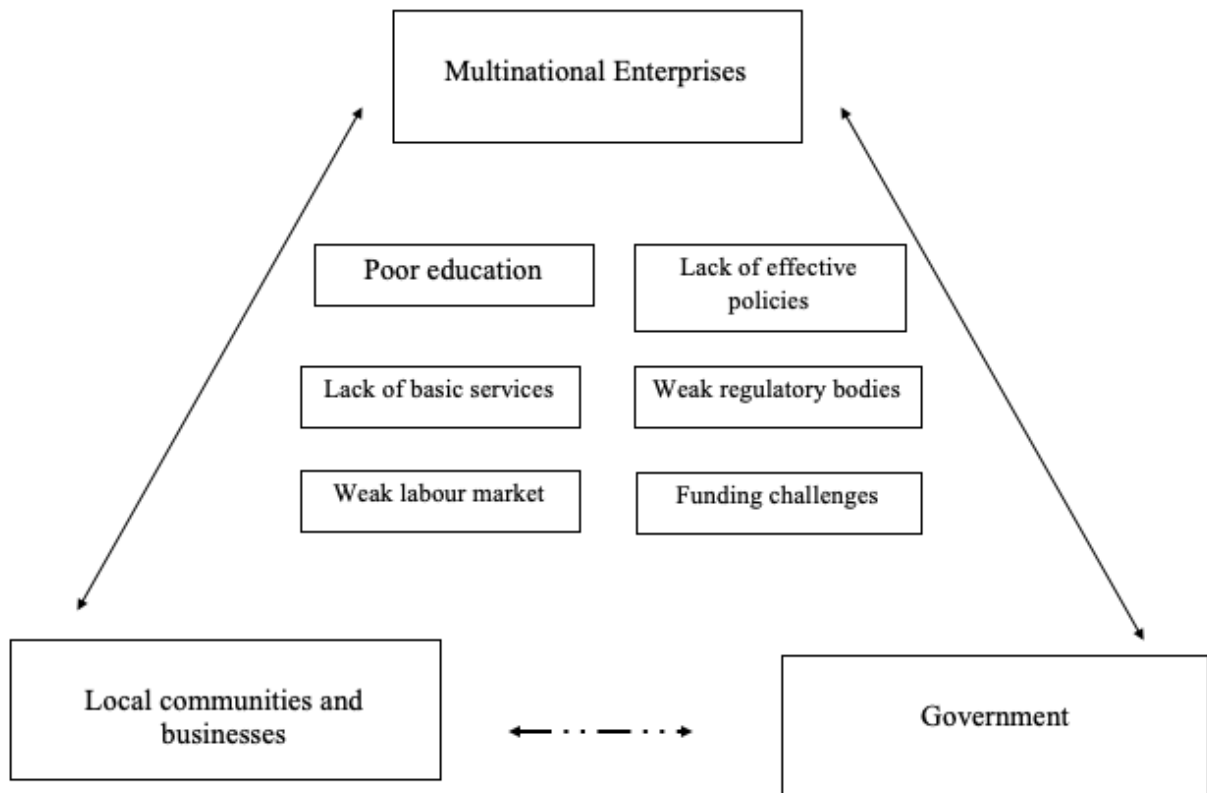 Multinational Enterprises
Poor education
Lack of effective
policies
Lack of basic services
Weak regulatory bodies
Weak labour market
Funding challenges
Local communities and
businesses
Government